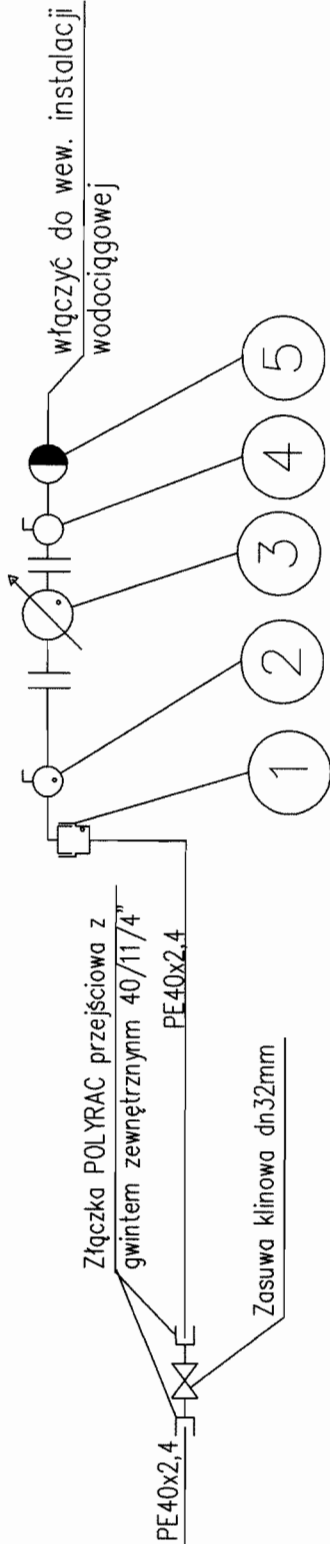 PE40x2,4
Złączka POLYRAC przejściowa z
gwintem zewnętrznynm 40/11/4"
PE40x2,4
Zasuwa klinowa dn32mm
włączyć do wew. instalacji
wodociągowej
1
2
3
4
5